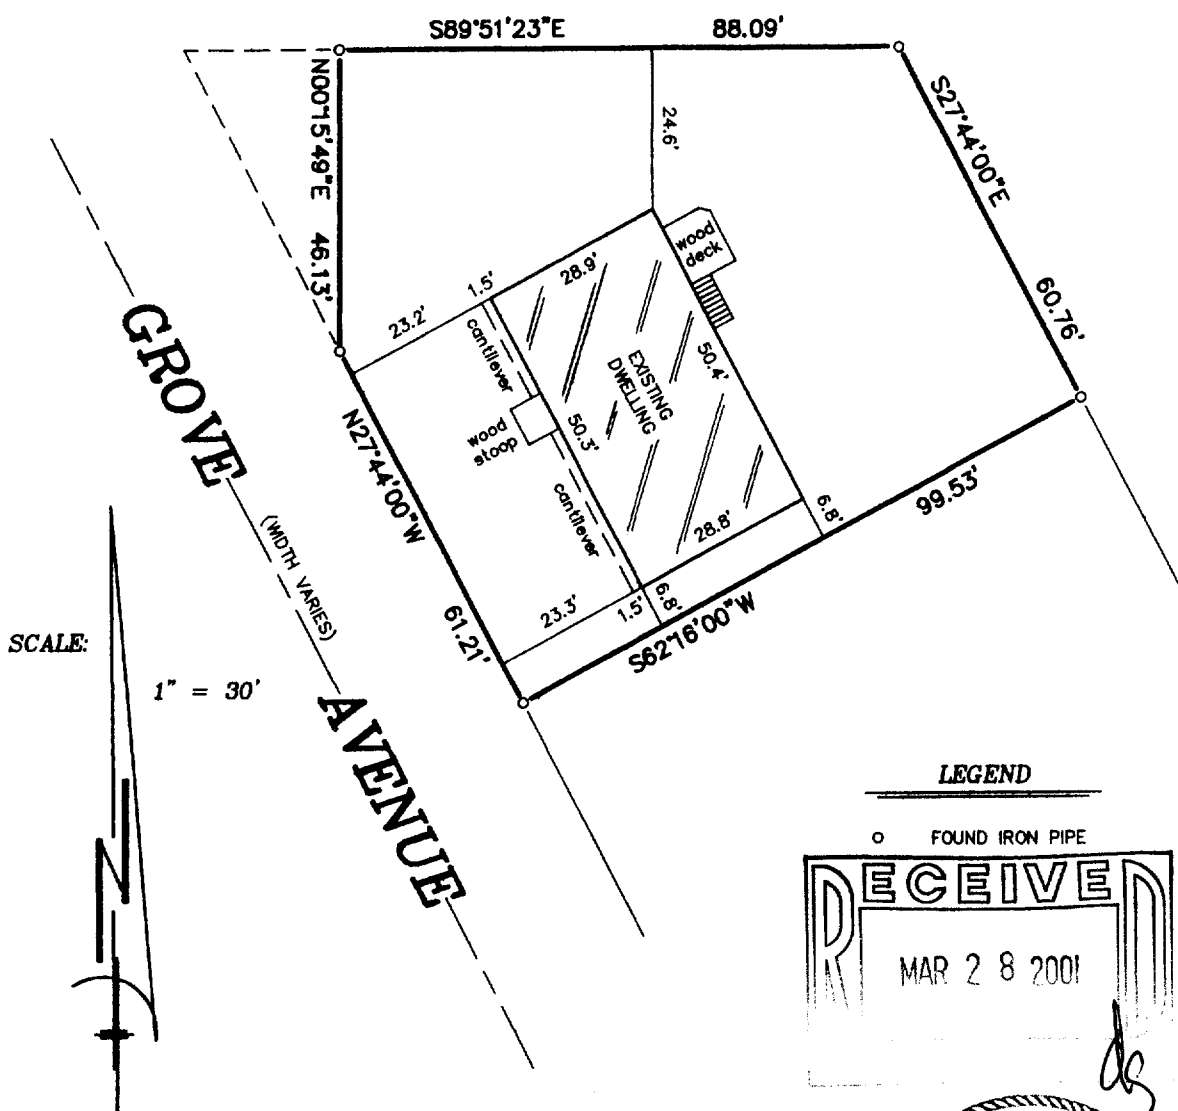 S89°51'23"E 88.09'
N00°15'49"E 46.13'
S27°44'00"E 60.76'
24.6'
wood
deck
28.9'
1.5'
23.2'
cantilever
EXISTING
DWELLING
50.4'
50.3'
wood
stoop
cantilever
28.8'
6.8'
99.53'
N27°44'00"W 61.21'
23.3'
1.5'
6.8'
S62°16'00"W
GROVE
(WIDTH VARIES)
AVENUE
SCALE:
1" = 30'
N
LEGEND
o FOUND IRON PIPE
RECEIVED
MAR 28 2001
ds